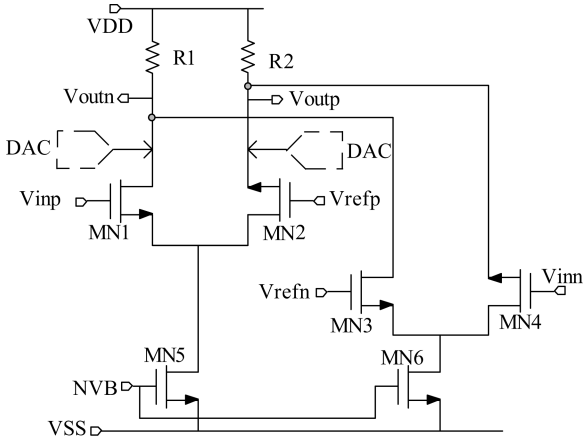 VDD
R1
R2
Voutn
Voutp
DAC
DAC
Vinp
Vrefp
MN1
MN2
Vrefn
Vinn
MN3
MN4
MN5
MN6
NVB
VSS